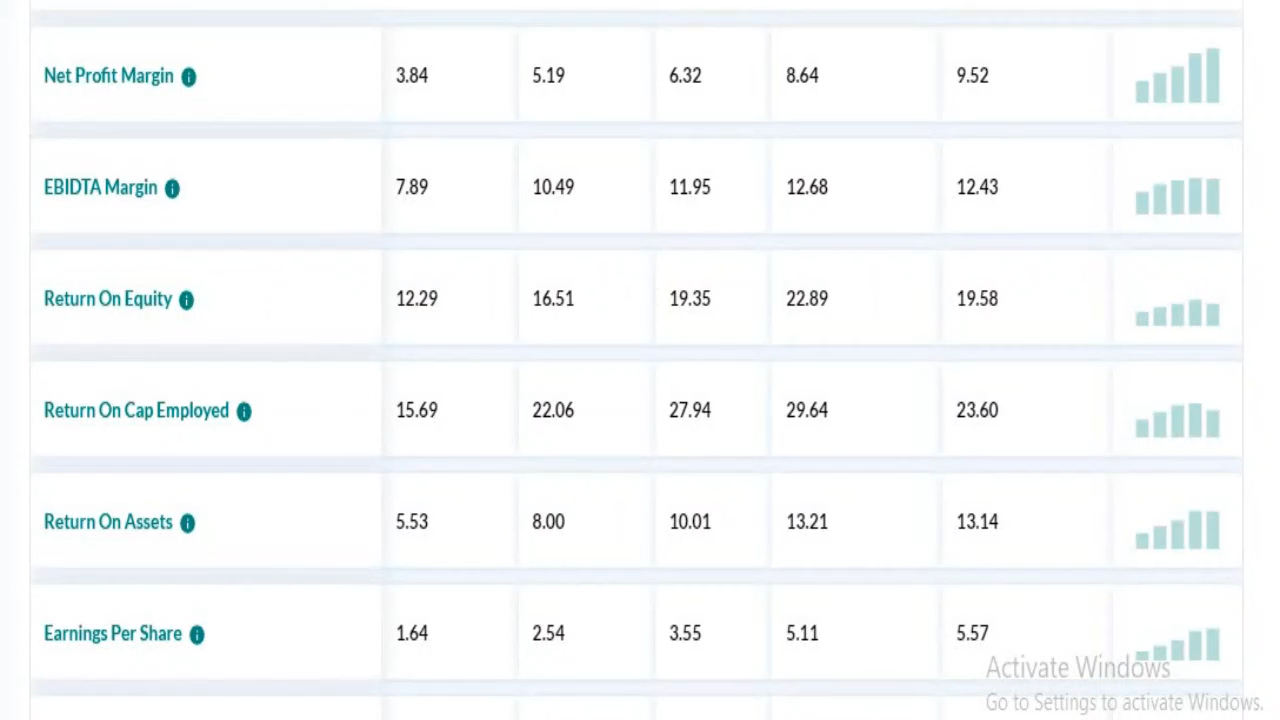 Net Profit Margin i 3.84 5.19 6.32 8.64 9.52
EBIDTA Margin i 7.89 10.49 11.95 12.68 12.43
Return On Equity i 12.29 16.51 19.35 22.89 19.58
Return On Cap Employed i 15.69 22.06 27.94 29.64 23.60
Return On Assets i 5.53 8.00 10.01 13.21 13.14
Earnings Per Share i 1.64 2.54 3.55 5.11 5.57
Activate Windows
Go to Settings to activate Windows.